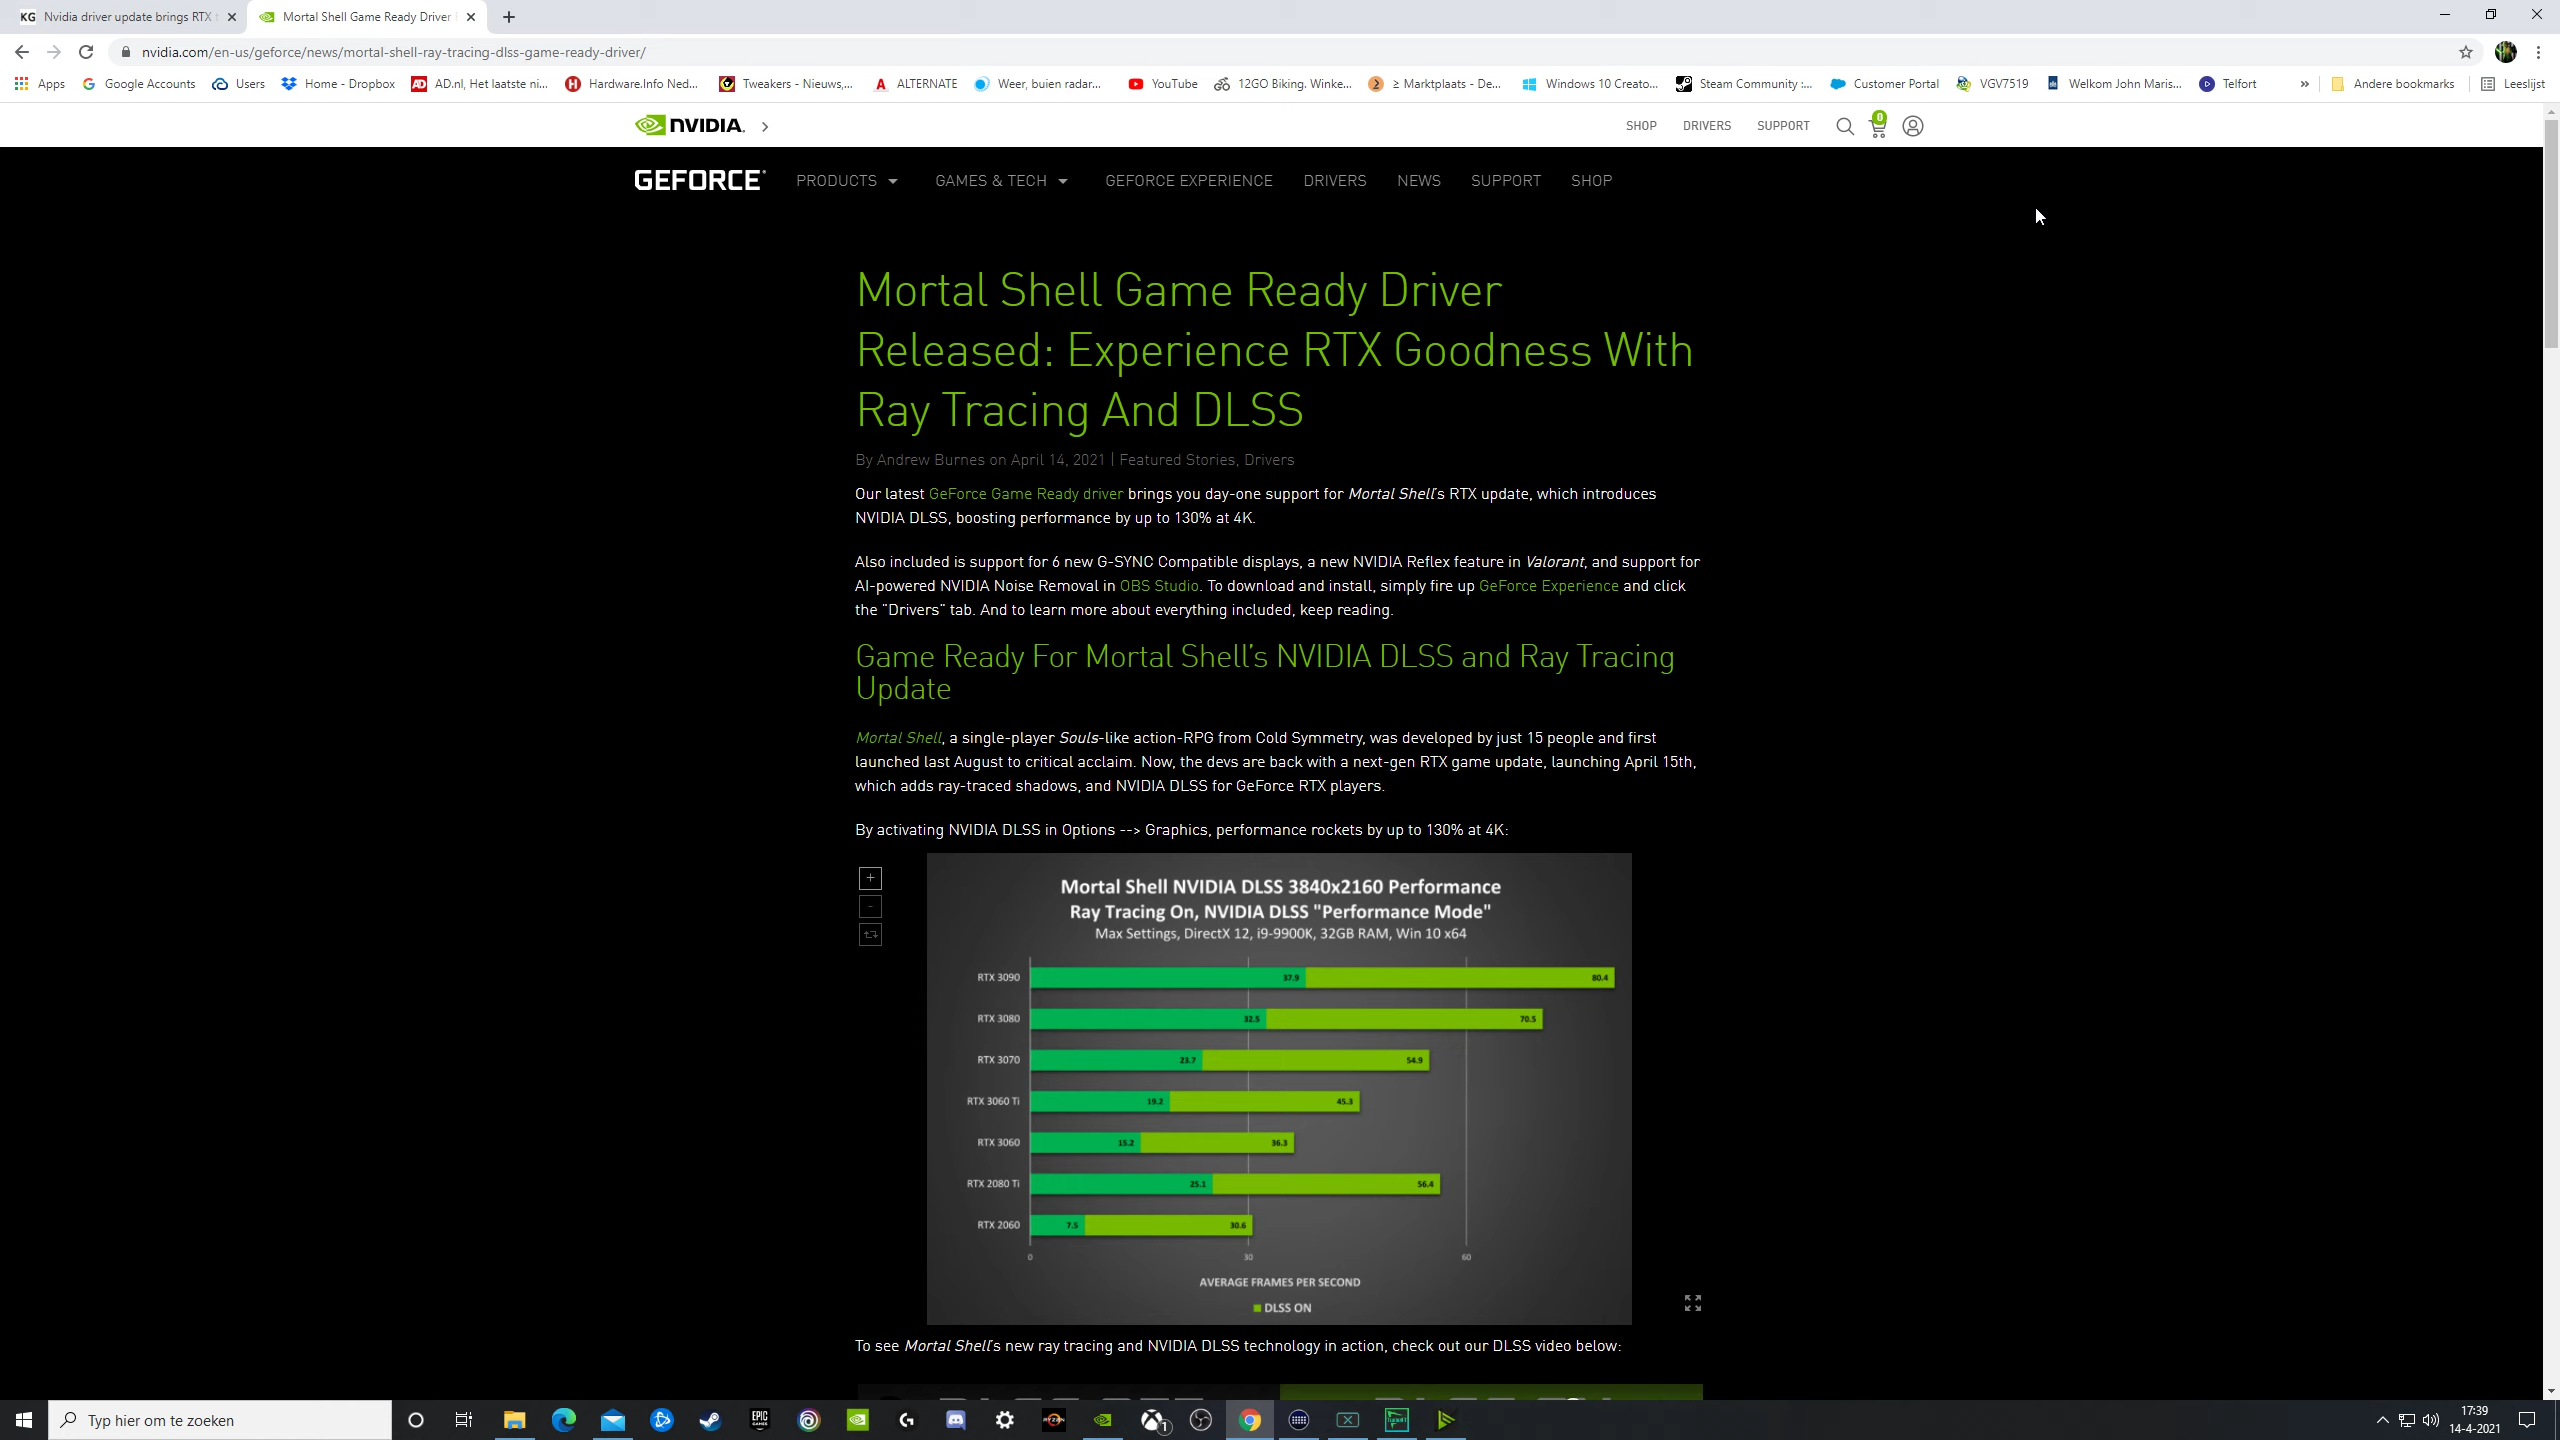 KG Nvidia driver update brings RTX
Mortal Shell Game Ready Driver
nvidia.com/en-us/geforce/news/mortal-shell-ray-tracing-dlss-game-ready-driver/
Apps Google Accounts Users Home - Dropbox AD AD.nl, Het laatste ni... H Hardware.Info Ned... Tweakers - Nieuws,... A ALTERNATE Weer, buien radar... YouTube 12GO Biking. Winke... 2 ≥ Marktplaats - De... Windows 10 Creato... Steam Community :... Customer Portal VGV7519 Welkom John Maris... Telfort » Andere bookmarks Leeslijst
NVIDIA. SHOP DRIVERS SUPPORT 0
GEFORCE PRODUCTS GAMES & TECH GEFORCE EXPERIENCE DRIVERS NEWS SUPPORT SHOP
Mortal Shell Game Ready Driver
Released: Experience RTX Goodness With
Ray Tracing And DLSS
By Andrew Burnes on April 14, 2021 | Featured Stories, Drivers
Our latest GeForce Game Ready driver brings you day-one support for Mortal Shell's RTX update, which introduces
NVIDIA DLSS, boosting performance by up to 130% at 4K.
Also included is support for 6 new G-SYNC Compatible displays, a new NVIDIA Reflex feature in Valorant, and support for
AI-powered NVIDIA Noise Removal in OBS Studio. To download and install, simply fire up GeForce Experience and click
the "Drivers" tab. And to learn more about everything included, keep reading.
Game Ready For Mortal Shell's NVIDIA DLSS and Ray Tracing
Update
Mortal Shell, a single-player Souls-like action-RPG from Cold Symmetry, was developed by just 15 people and first
launched last August to critical acclaim. Now, the devs are back with a next-gen RTX game update, launching April 15th,
which adds ray-traced shadows, and NVIDIA DLSS for GeForce RTX players.
By activating NVIDIA DLSS in Options --> Graphics, performance rockets by up to 130% at 4K:
+
-
Mortal Shell NVIDIA DLSS 3840x2160 Performance
Ray Tracing On, NVIDIA DLSS "Performance Mode"
Max Settings, DirectX 12, i9-9900K, 32GB RAM, Win 10 x64
RTX 3090 37.9 80.4
RTX 3080 32.5 70.5
RTX 3070 23.7 54.9
RTX 3060 Ti 19.2 45.3
RTX 3060 15.2 36.3
RTX 2080 Ti 25.1 56.4
RTX 2060 7.5 30.6
0 30 60
AVERAGE FRAMES PER SECOND
DLSS ON
To see Mortal Shell's new ray tracing and NVIDIA DLSS technology in action, check out our DLSS video below:
Typ hier om te zoeken
EPIC GAMES
RYZEN
1
17:39
14-4-2021